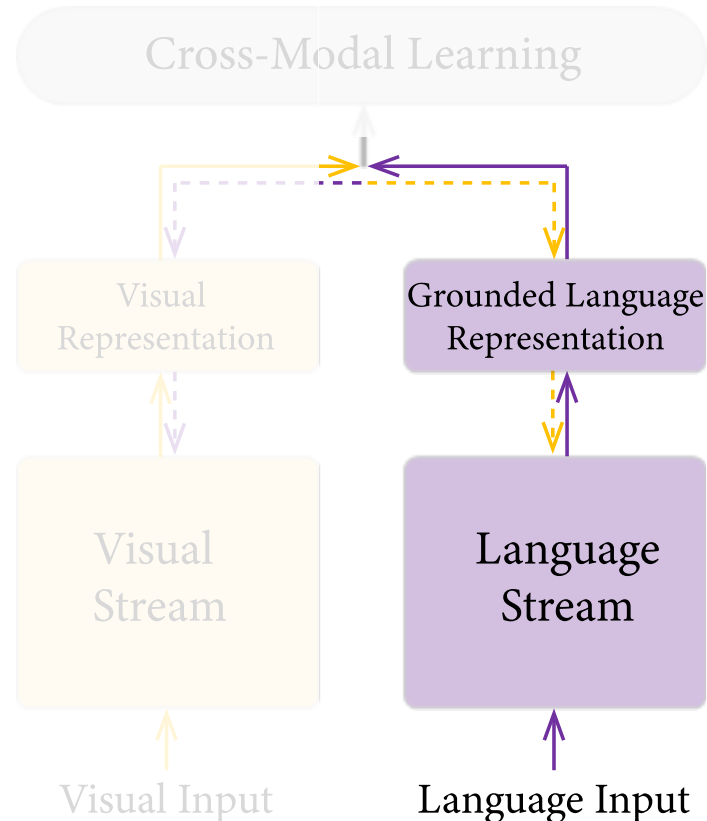 Cross-Modal Learning
Visual
Representation
Grounded Language
Representation
Visual
Stream
Language
Stream
Visual Input
Language Input